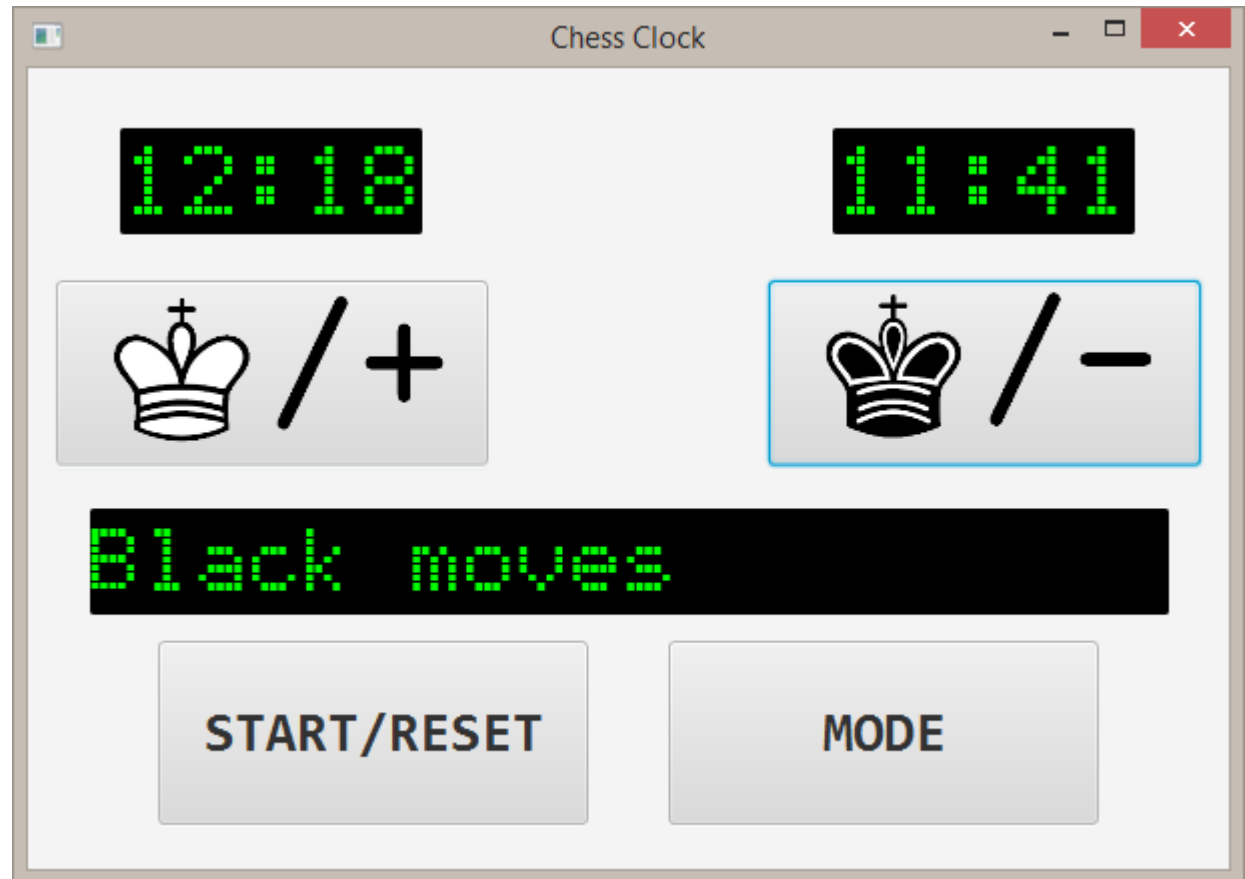 Chess Clock
12:18 11:41
/+ /-
Black moves
START/RESET MODE